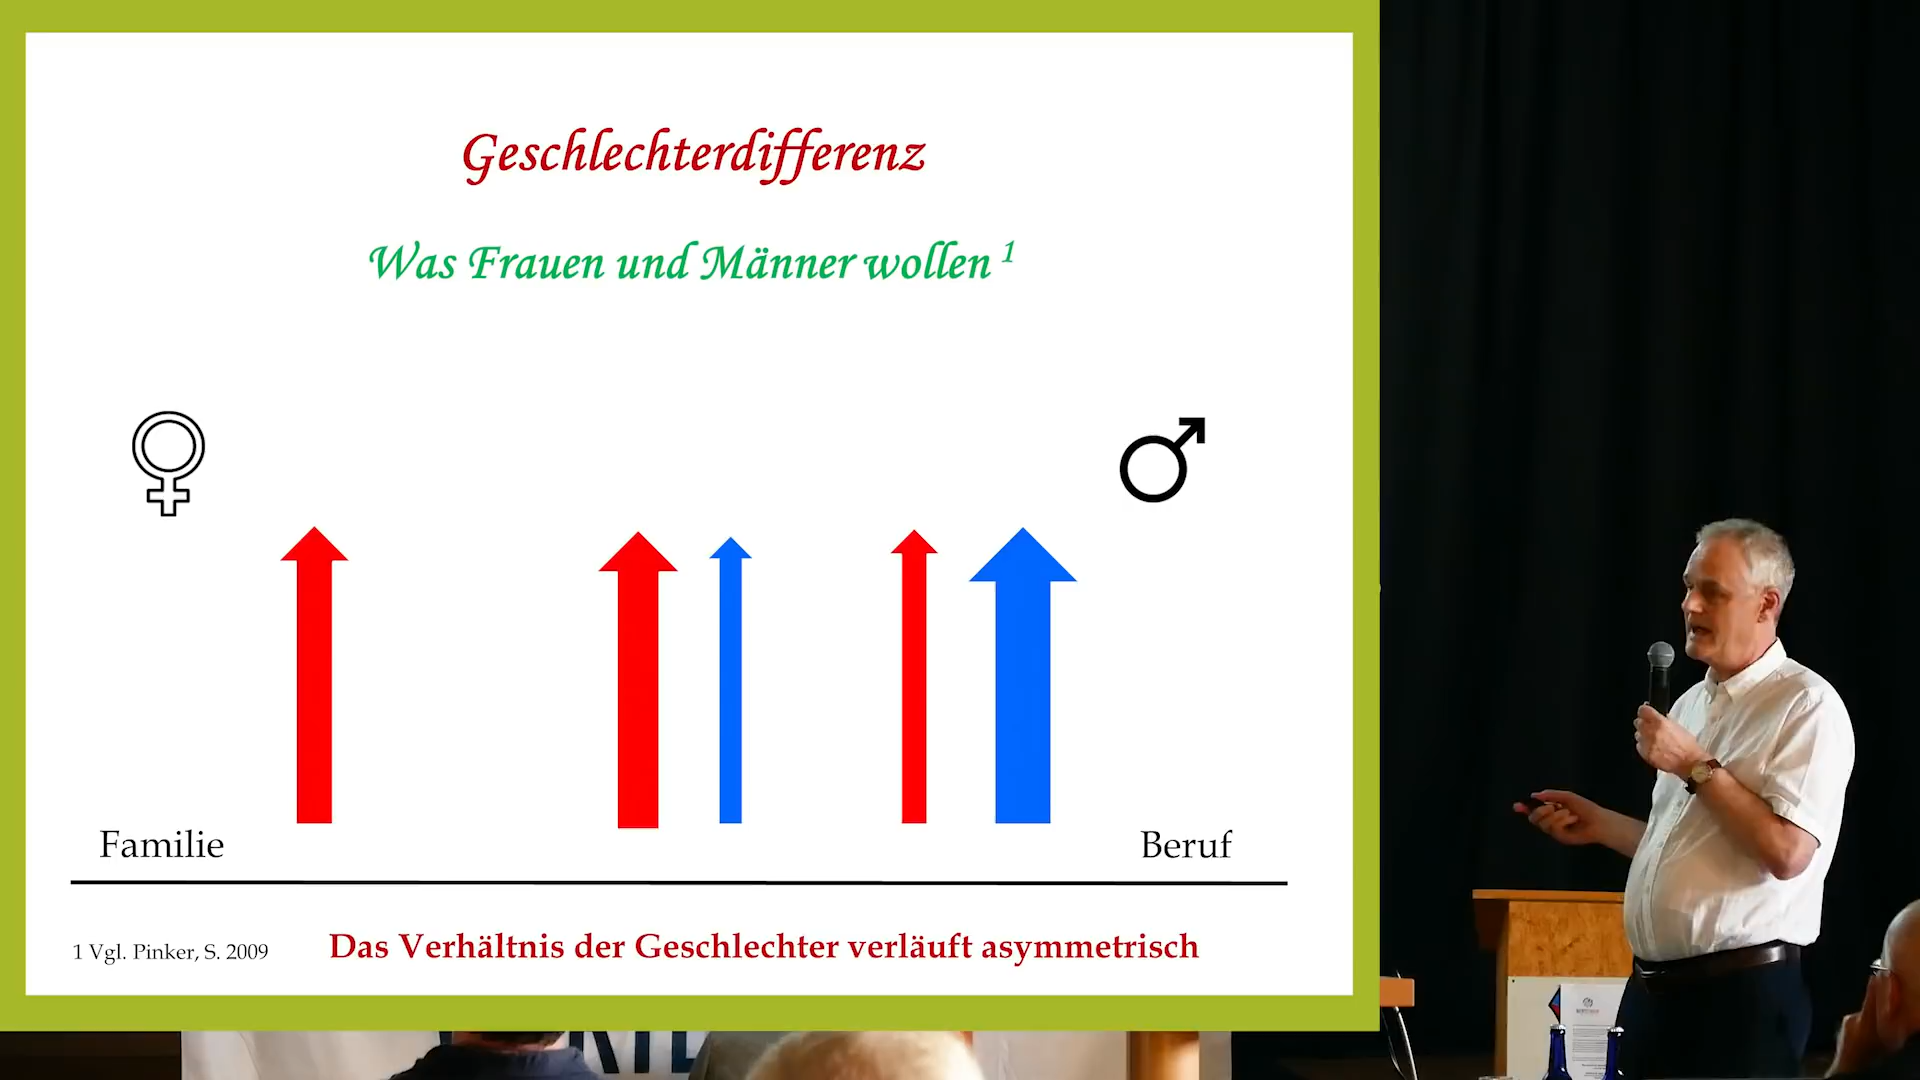 Geschlechterdifferenz
Was Frauen und Männer wollen ¹
Familie
Beruf
1 Vgl. Pinker, S. 2009
Das Verhältnis der Geschlechter verläuft asymmetrisch